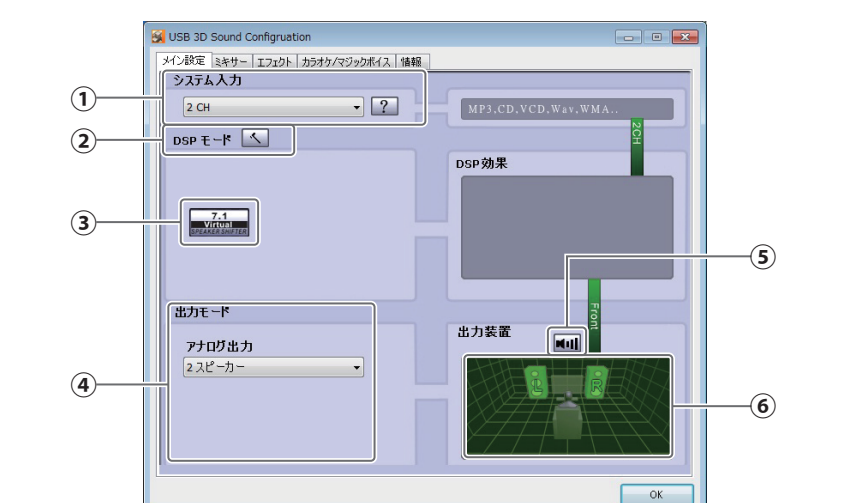 USB 3D Sound Configruation
メイン設定 ミキサー エフェクト カラオケ/マジックボイス 情報
システム入力
①
2 CH ?
MP3,CD,VCD,Wav,WMA..
2CH
②
DSP モード
DSP 効果
③
7.1
Virtual
SPEAKER SHIFTER
⑤
Front
出力モード
出力装置
アナログ出力
2 スピーカー
④
L R
⑥
OK